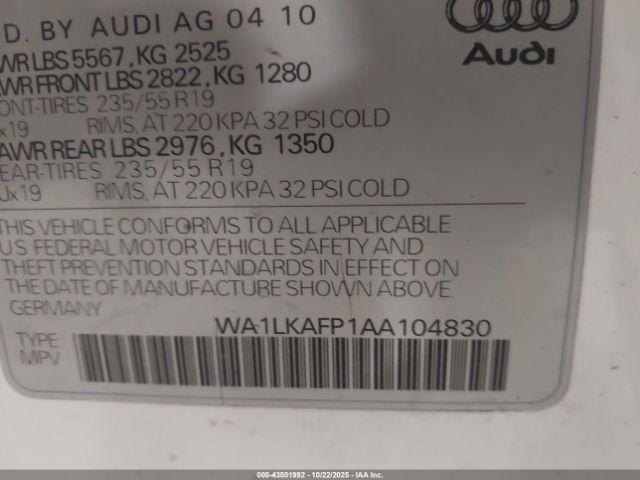 D. BY AUDI AG 04 10
WR LBS 5567, KG 2525
AWR FRONT LBS 2822, KG 1280
ONT-TIRES 235/55 R19
x19 RIMS, AT 220 KPA 32 PSI COLD
AWR REAR LBS 2976, KG 1350
EAR-TIRES 235/55 R19
Jx19 RIMS, AT 220 KPA 32 PSI COLD
Audi
THIS VEHICLE CONFORMS TO ALL APPLICABLE
U S FEDERAL MOTOR VEHICLE SAFETY AND
THEFT PREVENTION STANDARDS IN EFFECT ON
THE DATE OF MANUFACTURE SHOWN ABOVE.
GERMANY
WA1LKAFP1AA104830
TYPE
MPV
000-43501992 - 10/22/2025 - IAA Inc.